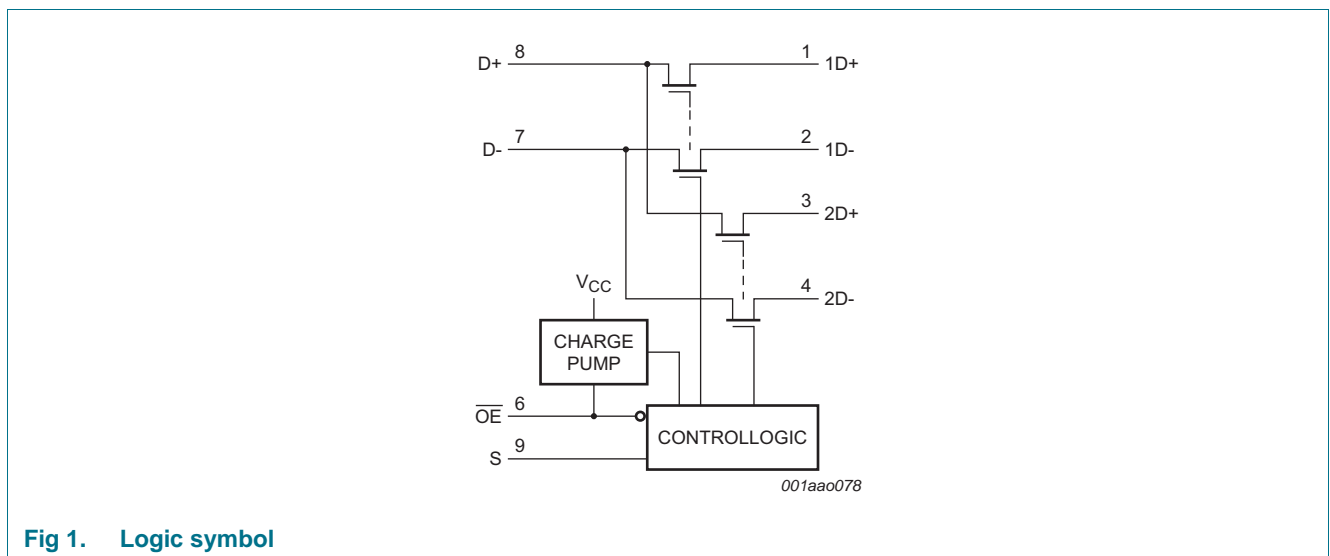 D+ 8 1 1D+
D- 7 2 1D-
3 2D+
4 2D-
VCC
CHARGE
PUMP
OE 6
CONTROLLOGIC
S 9
001aao078
Fig 1. Logic symbol